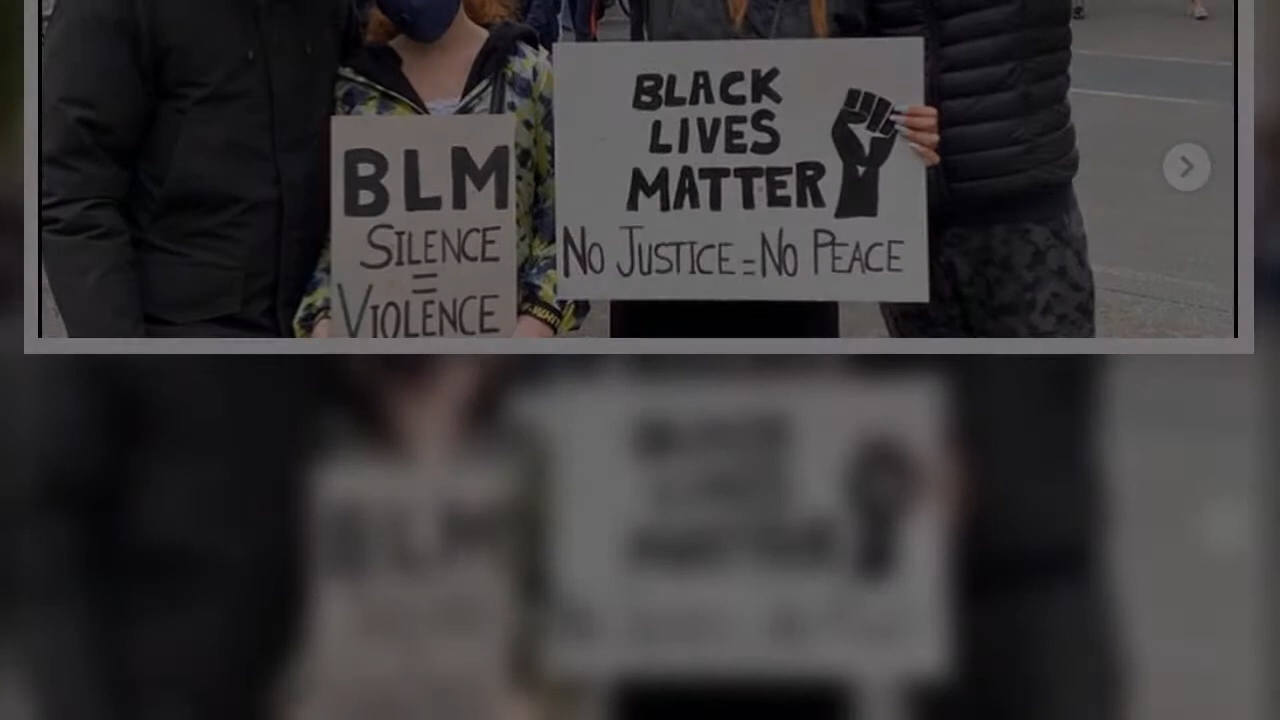 BLM
SILENCE
=
VIOLENCE
BLACK
LIVES
MATTER
NO JUSTICE = NO PEACE